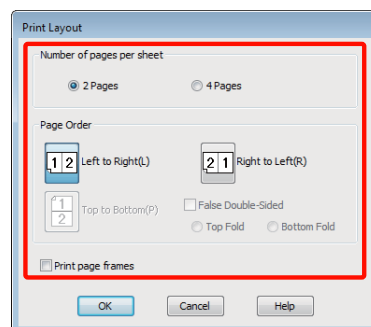 Print Layout
Number of pages per sheet
2 Pages 4 Pages
Page Order
1 2 Left to Right(L) 2 1 Right to Left(R)
1 2 Top to Bottom(P) False Double-Sided
Top Fold Bottom Fold
Print page frames
OK Cancel Help